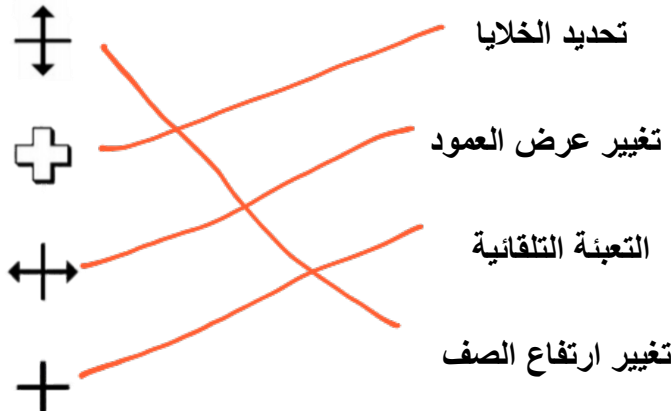 تحديد الخلايا
تغيير عرض العمود
التعبئة التلقائية
تغيير ارتفاع الصف